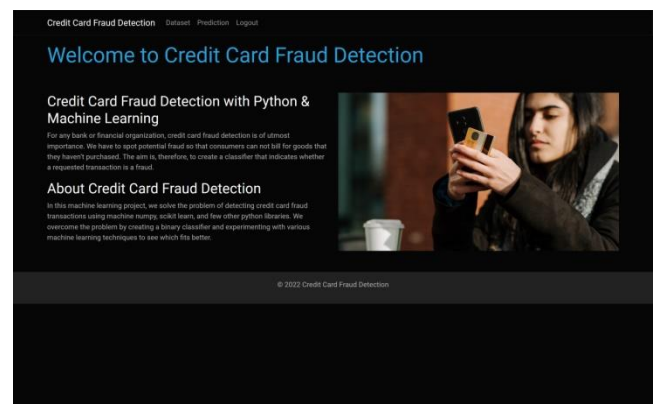 Credit Card Fraud Detection Dataset Prediction Logout
Welcome to Credit Card Fraud Detection
Credit Card Fraud Detection with Python &
Machine Learning
For any bank or financial organization, credit card fraud detection is of utmost
importance. We have to spot potential fraud so that consumers can not bill for goods that
they haven't purchased. The aim is, therefore, to create a classifier that indicates whether
a requested transaction is a fraud.
About Credit Card Fraud Detection
In this machine learning project, we solve the problem of detecting credit card fraud
transactions using machine numpy, scikit learn, and few other python libraries. We
overcome the problem by creating a binary classifier and experimenting with various
machine learning techniques to see which fits better.
© 2022 Credit Card Fraud Detection